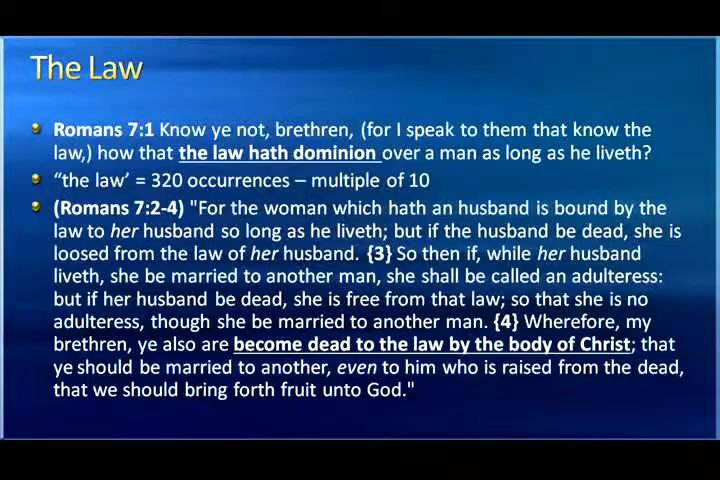 The Law
Romans 7:1 Know ye not, brethren, (for I speak to them that know the
law,) how that the law hath dominion over a man as long as he liveth?
“the law’ = 320 occurrences – multiple of 10
(Romans 7:2-4) "For the woman which hath an husband is bound by the
law to her husband so long as he liveth; but if the husband be dead, she is
loosed from the law of her husband. {3} So then if, while her husband
liveth, she be married to another man, she shall be called an adulteress:
but if her husband be dead, she is free from that law; so that she is no
adulteress, though she be married to another man. {4} Wherefore, my
brethren, ye also are become dead to the law by the body of Christ; that
ye should be married to another, even to him who is raised from the dead,
that we should bring forth fruit unto God."